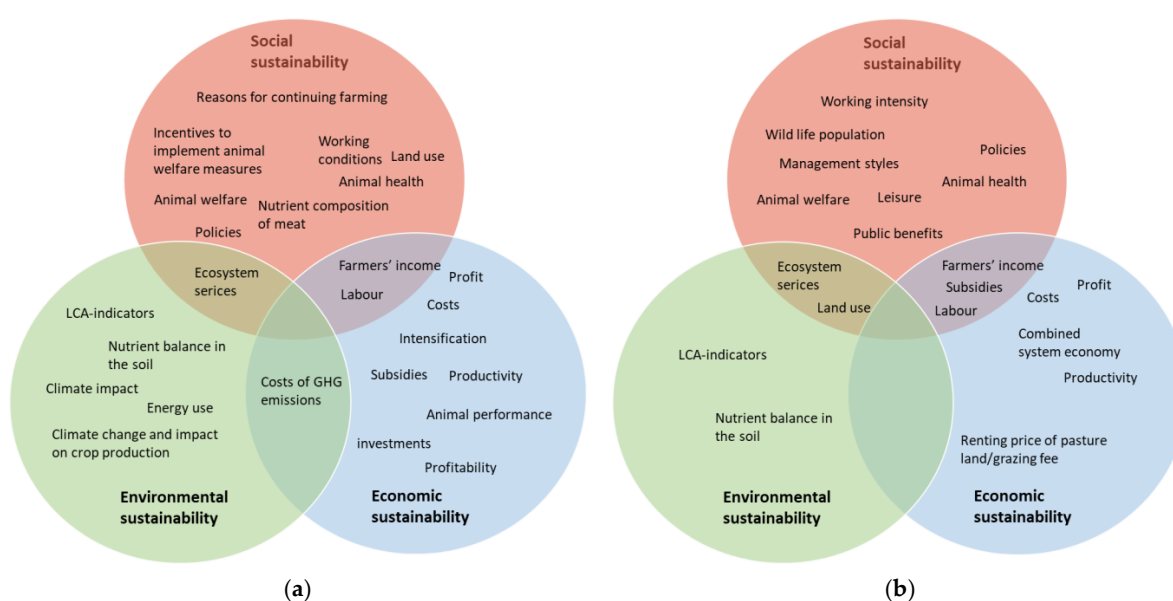 Social
sustainability
Reasons for continuing farming
Incentives to
implement animal
welfare measures
Working
conditions
Land use
Animal health
Animal welfare
Nutrient composition
of meat
Policies
Ecosystem
serices
Farmers' income
Labour
Profit
Costs
LCA-indicators
Intensification
Nutrient balance in
the soil
Climate impact
Energy use
Climate change and impact
on crop production
Costs of GHG
emissions
Subsidies
Productivity
Animal performance
investments
Profitability
Environmental
sustainability
Economic
sustainability
(a)
Social
sustainability
Working intensity
Wild life population
Policies
Management styles
Animal health
Animal welfare
Leisure
Public benefits
Ecosystem
serices
Land use
Farmers' income
Subsidies
Labour
Profit
Costs
Combined
system economy
Productivity
LCA-indicators
Nutrient balance in
the soil
Renting price of pasture
land/grazing fee
Environmental
sustainability
Economic
sustainability
(b)